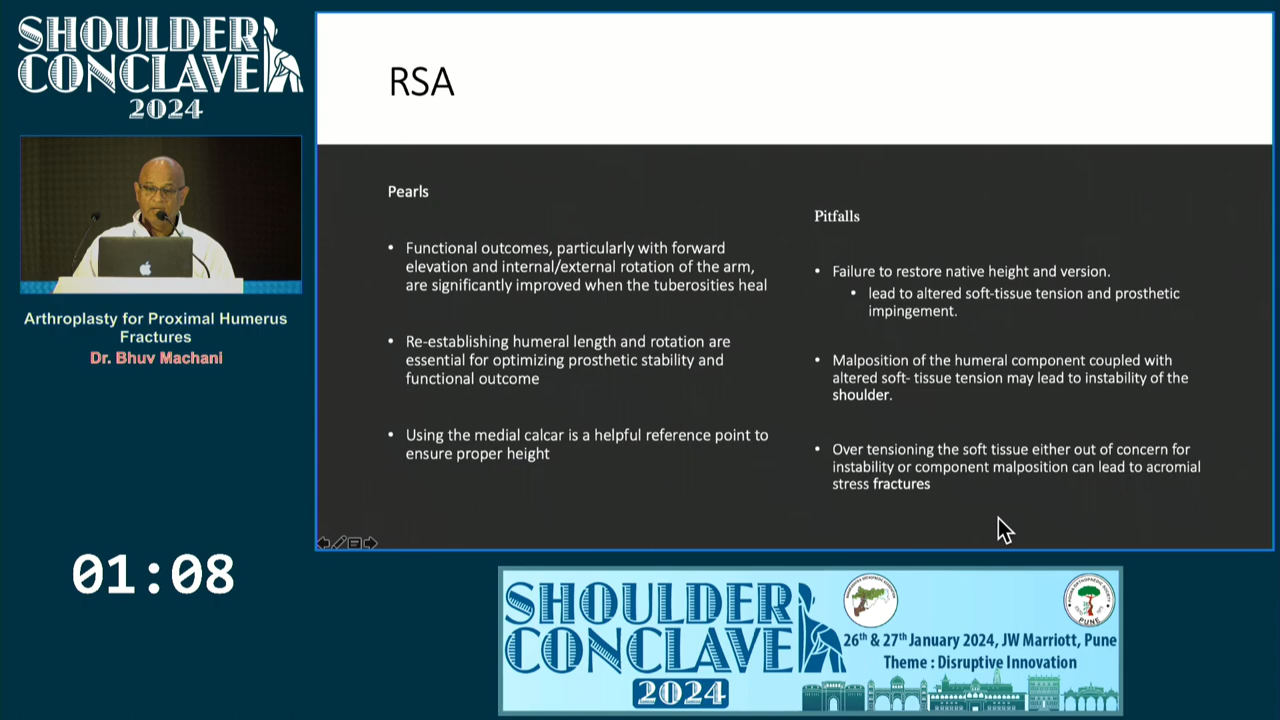 SHOULDER
CONCLAVE
2024
Arthroplasty for Proximal Humerus
Fractures
Dr. Bhuv Machani
01:08
RSA
Pearls
• Functional outcomes, particularly with forward
elevation and internal/external rotation of the arm,
are significantly improved when the tuberosities heal
• Re-establishing humeral length and rotation are
essential for optimizing prosthetic stability and
functional outcome
• Using the medial calcar is a helpful reference point to
ensure proper height
Pitfalls
• Failure to restore native height and version.
• lead to altered soft-tissue tension and prosthetic
impingement.
• Malposition of the humeral component coupled with
altered soft- tissue tension may lead to instability of the
shoulder.
• Over tensioning the soft tissue either out of concern for
instability or component malposition can lead to acromial
stress fractures
SHOULDER
CONCLAVE
2024
26th & 27th January 2024, JW Marriott, Pune
Theme : Disruptive Innovation
PUNE